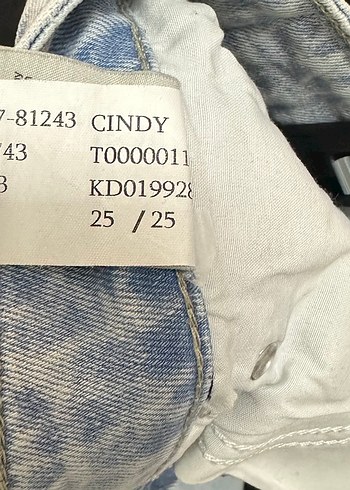 7-81243 CINDY
743 T0000011
3 KD019928
25 / 25